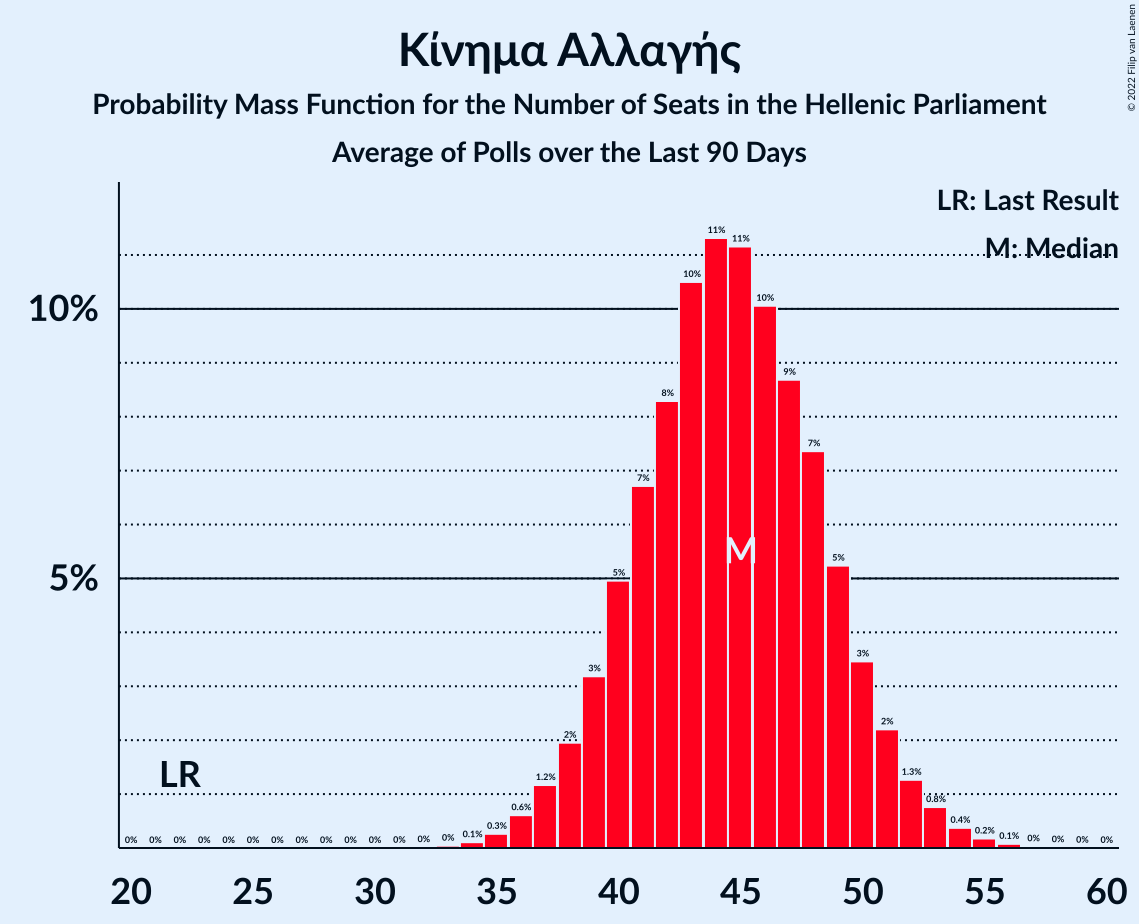 Κίνημα Αλλαγής
Probability Mass Function for the Number of Seats in the Hellenic Parliament
Average of Polls over the Last 90 Days
© 2022 Filip van Laenen
LR: Last Result
M: Median
10%
5%
LR
M
0% 0% 0% 0% 0% 0% 0% 0% 0% 0% 0% 0% 0% 0% 0.1% 0.3% 0.6% 1.2% 2% 3% 5% 7% 8% 10% 11% 11% 10% 9% 7% 5% 3% 2% 1.3% 0.8% 0.4% 0.2% 0.1% 0% 0% 0% 0%
20 25 30 35 40 45 50 55 60